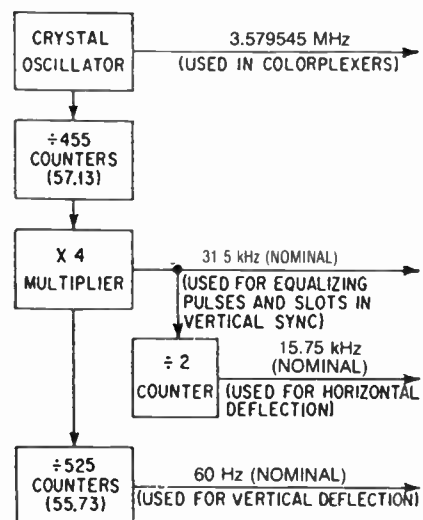 CRYSTAL
OSCILLATOR
3.579545 MHz
(USED IN COLORPLEXERS)
÷455
COUNTERS
(57.13)
X 4
MULTIPLIER
31 5 kHz (NOMINAL)
(USED FOR EQUALIZING
PULSES AND SLOTS IN
VERTICAL SYNC)
÷ 2
COUNTER
15.75 kHz
(NOMINAL)
(USED FOR HORIZONTAL
DEFLECTION)
÷525
COUNTERS
(55.73)
60 Hz (NOMINAL)
(USED FOR VERTICAL DEFLECTION)